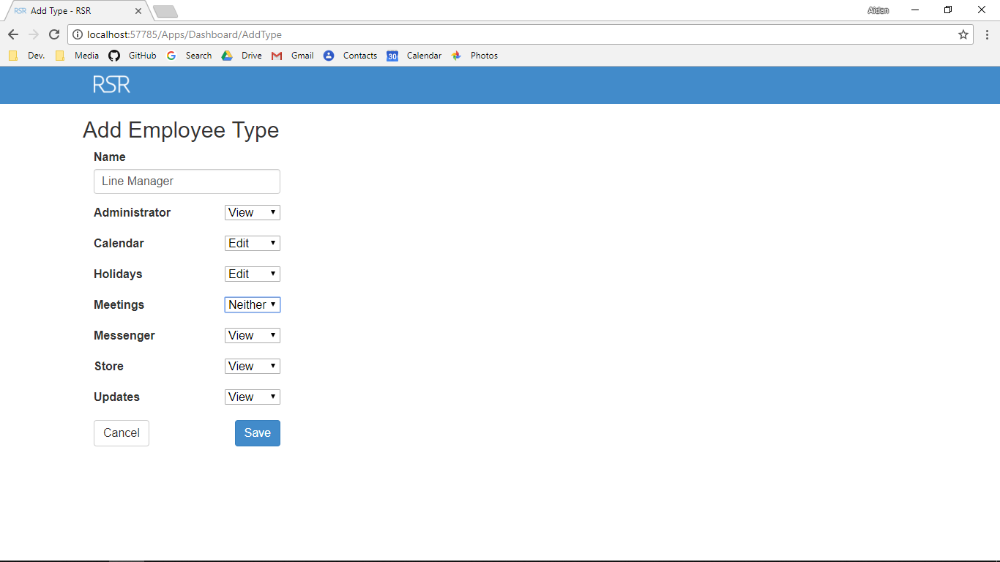 RSR Add Type - RSR
Aidan
localhost:57785/Apps/Dashboard/AddType
Dev. Media GitHub Search Drive Gmail 30 Contacts Calendar Photos
RSR
Add Employee Type
Name
Line Manager
Administrator View
Calendar Edit
Holidays Edit
Meetings Neither
Messenger View
Store View
Updates View
Cancel Save